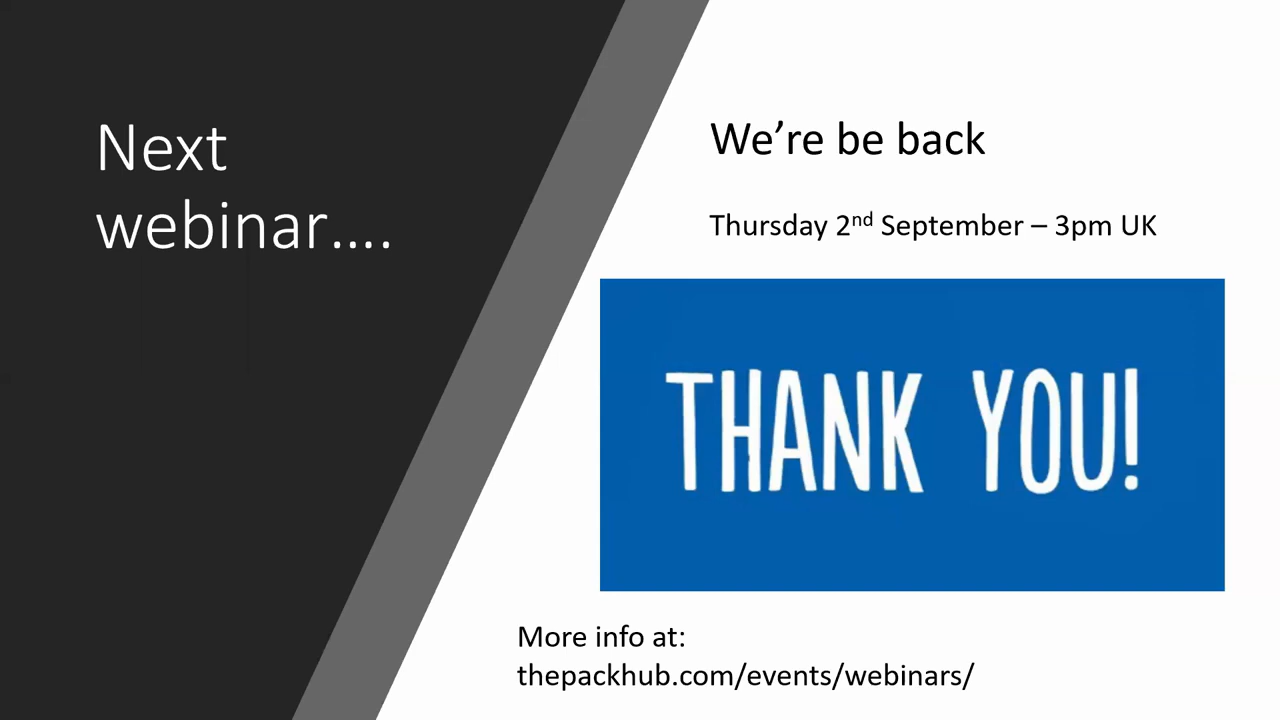 Next
webinar….
We’re be back
Thursday 2nd September – 3pm UK
THANK YOU!
More info at:
thepackhub.com/events/webinars/